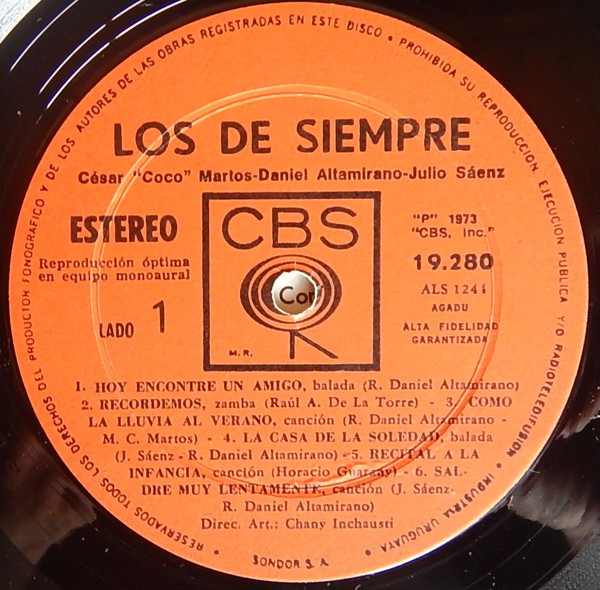 RESERVADOS TODOS LOS DERECHOS DEL PRODUCTOR FONOGRAFICO Y DE LOS AUTORES DE LAS OBRAS REGISTRADAS EN ESTE DISCO • PROHIBIDA SU REPRODUCCION, EJECUCION PUBLICA Y/O RADIOTELEDIFUSION • INDUSTRIA URUGUAYA •
LOS DE SIEMPRE
César "Coco" Martos-Daniel Altamirano-Julio Sáenz
ESTEREO
Reproducción óptima
en equipo monoaural
LADO 1
CBS
M.R.
"P" 1973
"CBS, Inc."
19.280
ALS 1244
AGADU
ALTA FIDELIDAD
GARANTIZADA
1. HOY ENCONTRE UN AMIGO, balada (R. Daniel Altamirano)
2. RECORDEMOS, zamba (Raúl A. De La Torre) - 3. COMO
LA LLUVIA AL VERANO, canción (R. Daniel Altamirano -
M. C. Martos) - 4. LA CASA DE LA SOLEDAD, balada
(J. Sáenz- R. Daniel Altamirano) - 5. RECITAL A LA
INFANCIA, canción (Horacio Guarany) - 6. SAL-
DRE MUY LENTAMENTE, canción (J. Sáenz-
R. Daniel Altamirano)
Direc. Art.: Chany Inchausti
SONDOR S. A.